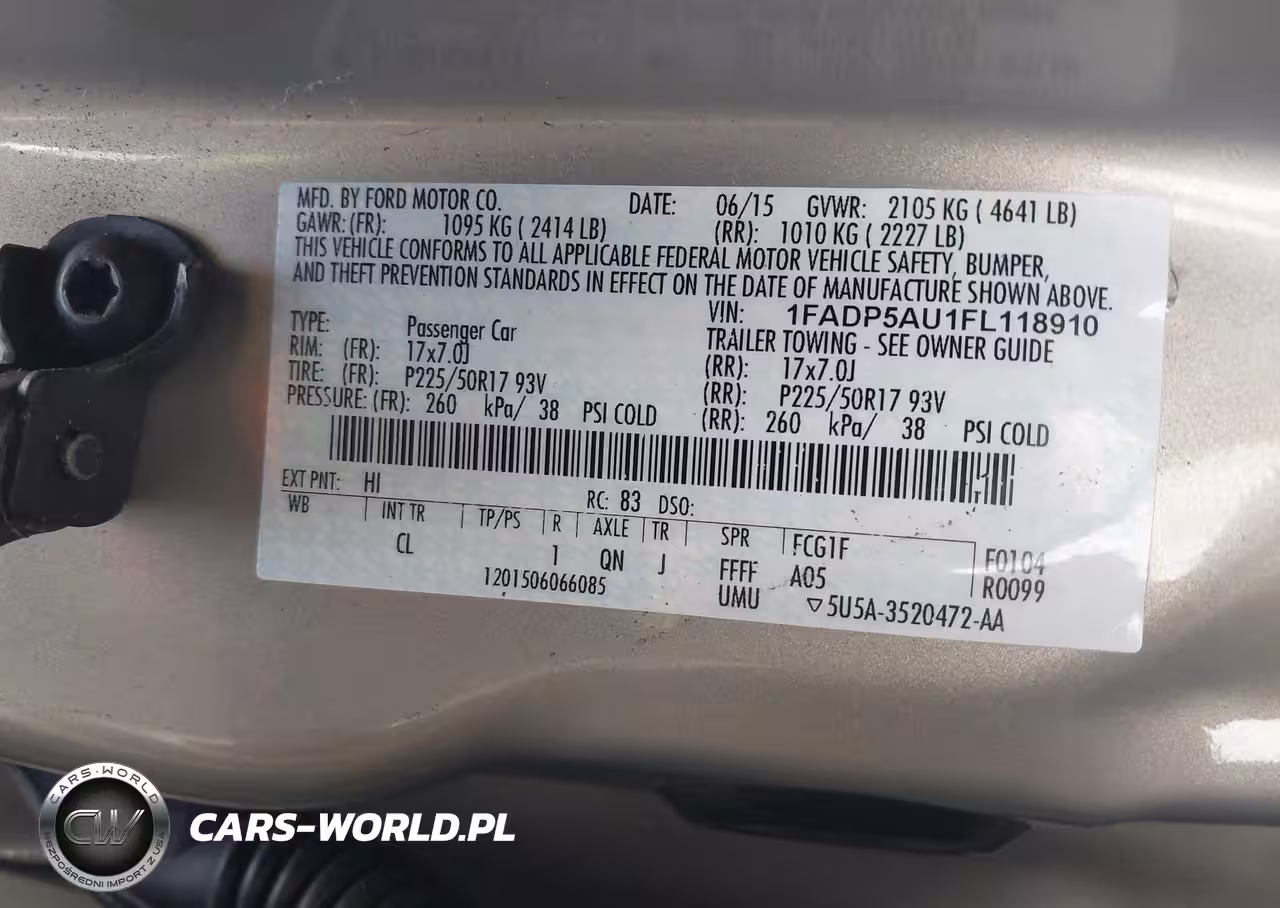 MFD. BY FORD MOTOR CO. DATE: 06/15 GVWR: 2105 KG ( 4641 LB)
GAWR: (FR): 1095 KG ( 2414 LB) (RR): 1010 KG ( 2227 LB)
THIS VEHICLE CONFORMS TO ALL APPLICABLE FEDERAL MOTOR VEHICLE SAFETY, BUMPER,
AND THEFT PREVENTION STANDARDS IN EFFECT ON THE DATE OF MANUFACTURE SHOWN ABOVE.
VIN: 1FADP5AU1FL118910
TYPE: Passenger Car TRAILER TOWING - SEE OWNER GUIDE
RIM: (FR): 17x7.0J (RR): 17x7.0J
TIRE: (FR): P225/50R17 93V (RR): P225/50R17 93V
PRESSURE: (FR): 260 kPa/ 38 PSI COLD (RR): 260 kPa/ 38 PSI COLD
EXT PNT: HI RC: 83 DSO:
WB INT TR TP/PS R AXLE TR SPR FCG1F F0104
CL 1 QN J FFFF A05 R0099
1201506066085 UMU ▽5U5A-3520472-AA
CARS-WORLD
CW
BEZPOŚREDNI IMPORT Z USA
CARS-WORLD.PL